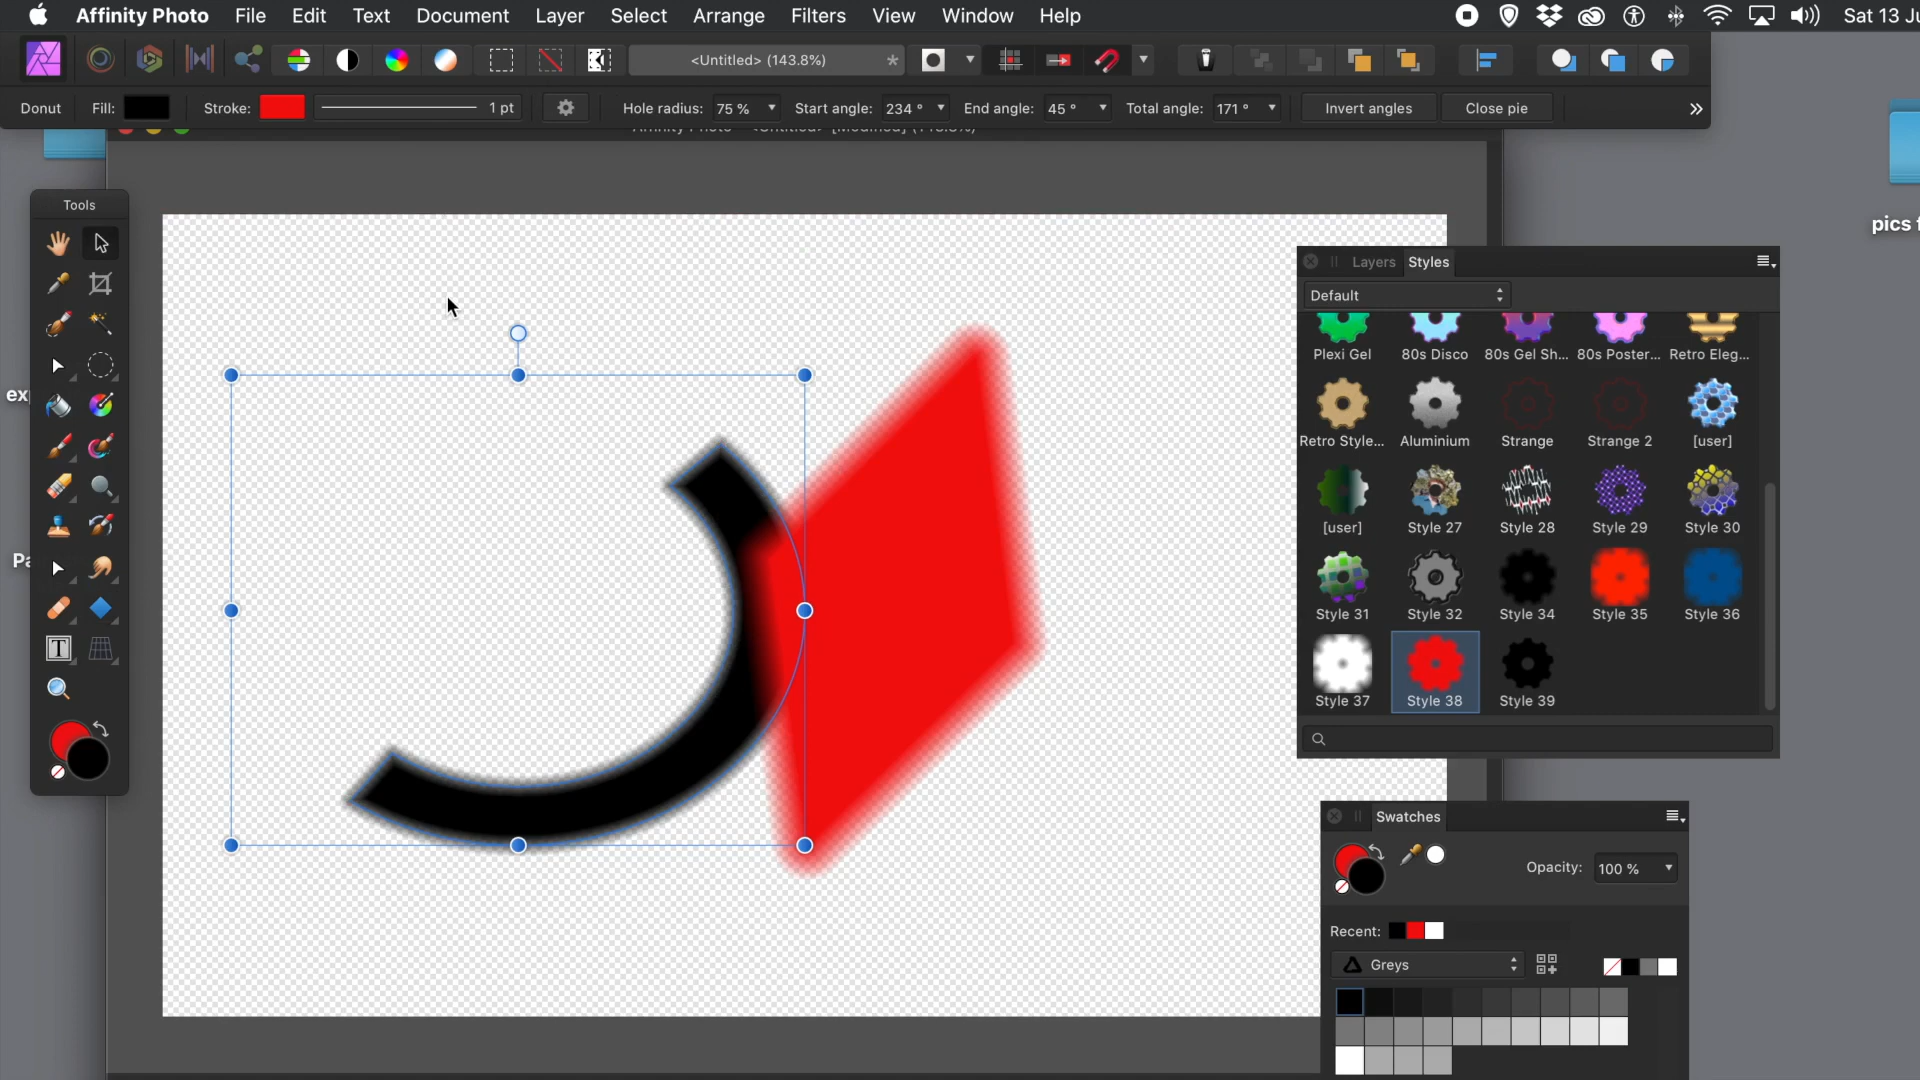 Affinity Photo File Edit Text Document Layer Select Arrange Filters View Window Help Sat 13 Ju
<Untitled> (143.8%) *
Donut Fill: Stroke: 1 pt Hole radius: 75 % Start angle: 234 ° End angle: 45 ° Total angle: 171 ° Invert angles Close pie
Tools
pics f
Layers Styles
Default
Plexi Gel 80s Disco 80s Gel Sh... 80s Poster... Retro Eleg...
Retro Style... Aluminium Strange Strange 2 [user]
[user] Style 27 Style 28 Style 29 Style 30
Style 31 Style 32 Style 34 Style 35 Style 36
Style 37 Style 38 Style 39
ex
Pa
T
Swatches
Opacity: 100 %
Recent:
Greys